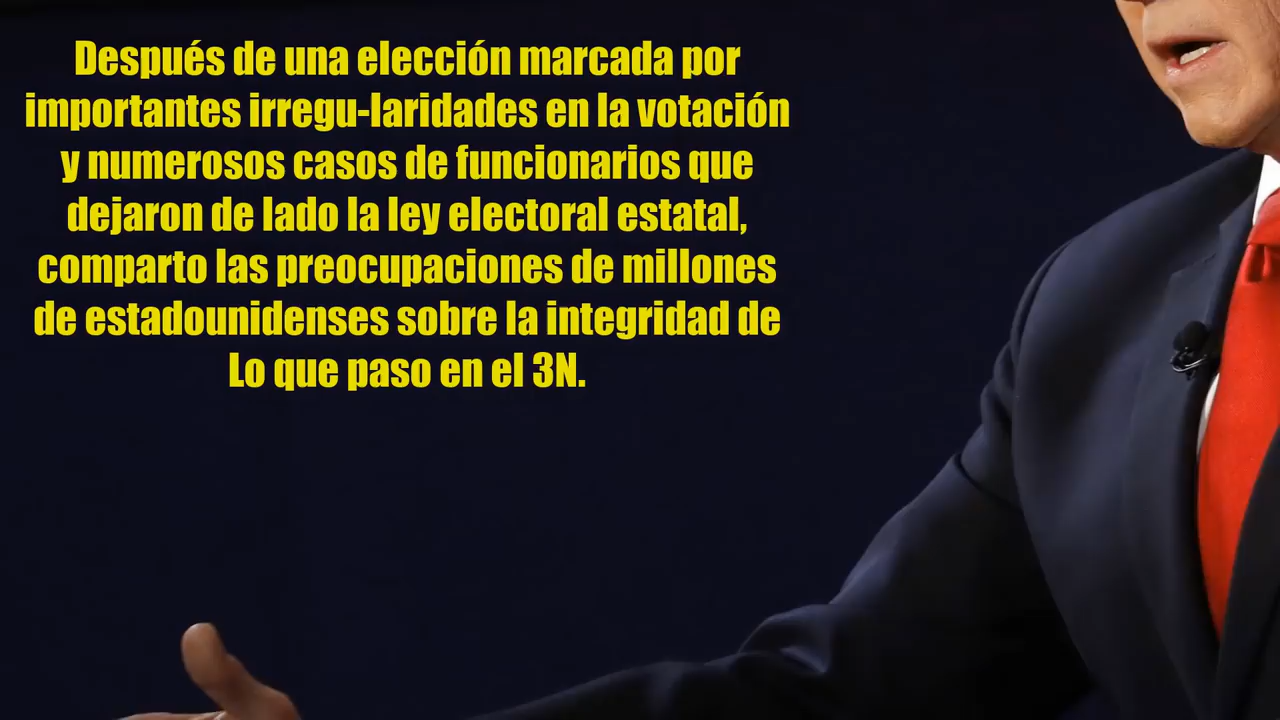 Después de una elección marcada por
importantes irregu-laridades en la votación
y numerosos casos de funcionarios que
dejaron de lado la ley electoral estatal,
comparto las preocupaciones de millones
de estadounidenses sobre la integridad de
Lo que paso en el 3N.